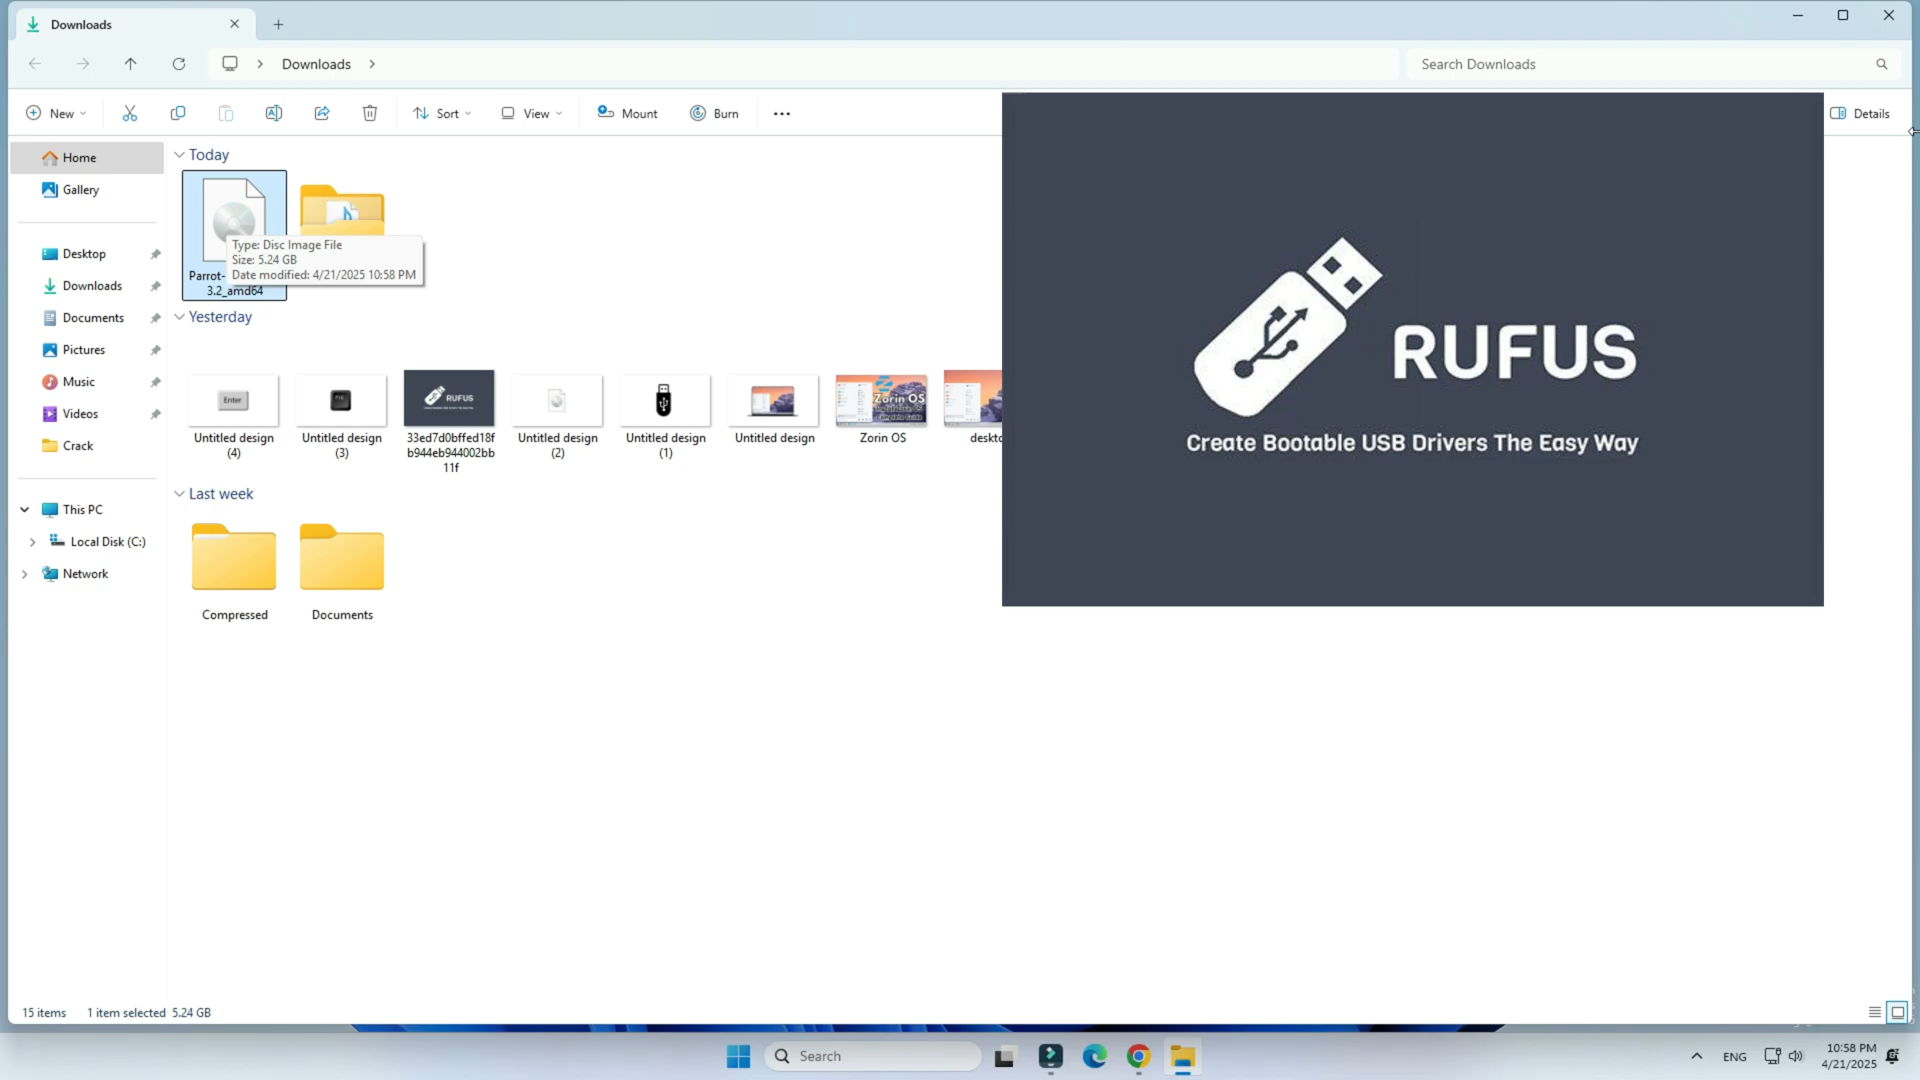 Downloads
Downloads
Search Downloads
New
Sort
View
Mount
Burn
Details
Home
Gallery
Desktop
Downloads
Documents
Pictures
Music
Videos
Crack
This PC
Local Disk (C:)
Network
Today
Type: Disc Image File
Size: 5.24 GB
Date modified: 4/21/2025 10:58 PM
Parrot-
3.2_amd64
Yesterday
Enter
RUFUS
Zorin OS
Untitled design
(4)
Untitled design
(3)
33ed7d0bffed18f
b944eb944002bb
11f
Untitled design
(2)
Untitled design
(1)
Untitled design
Zorin OS
deskto
Last week
Compressed
Documents
RUFUS
Create Bootable USB Drivers The Easy Way
15 items
1 item selected 5.24 GB
Search
ENG
10:58 PM
4/21/2025